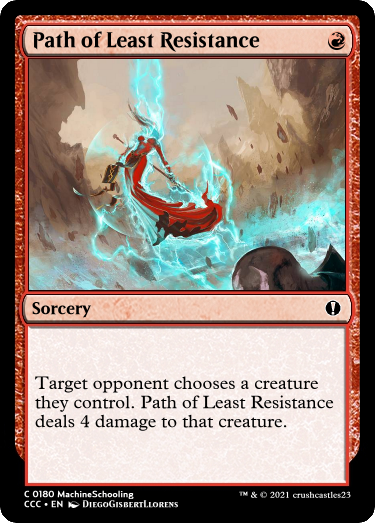 Path of Least Resistance
Sorcery
Target opponent chooses a creature
they control. Path of Least Resistance
deals 4 damage to that creature.
C 0180 MachineSchooling
CCC • EN DiegoGisbertLlorens
™ & © 2021 crushcastles23